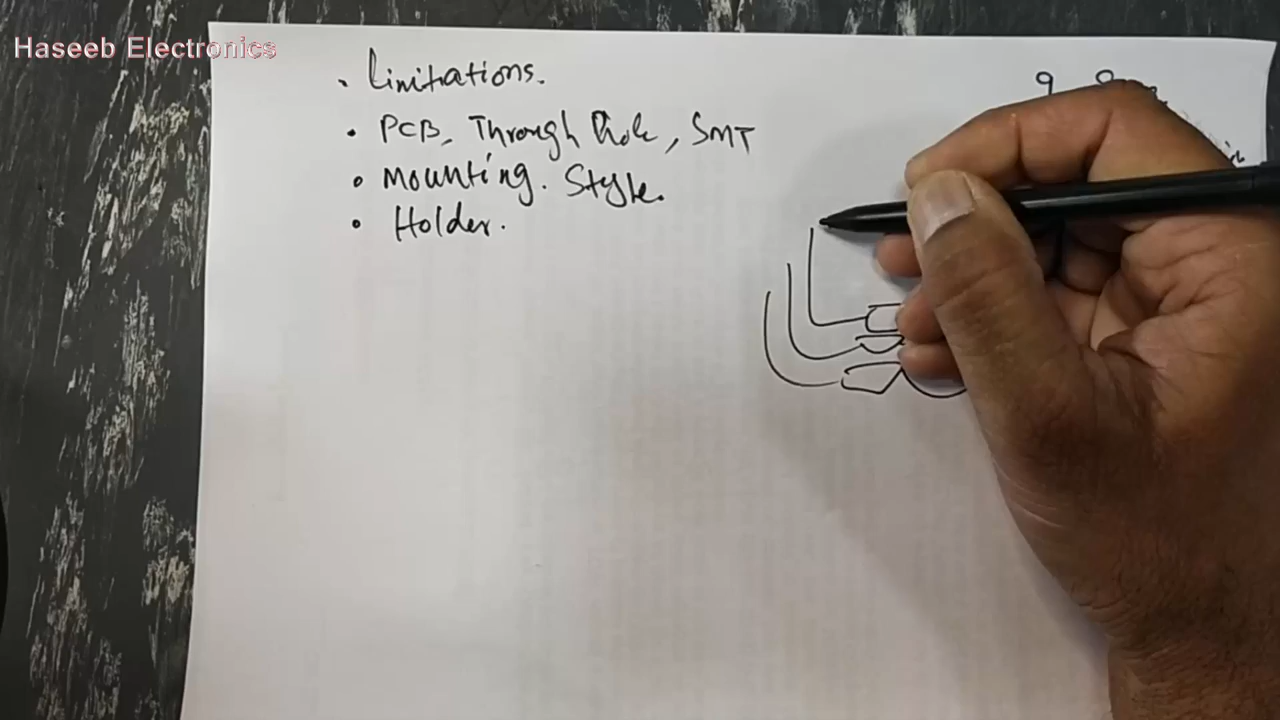 Haseeb Electronics
. Limitations.
• PCB, Through Hole, SMT
• Mounting. Style.
• Holder.